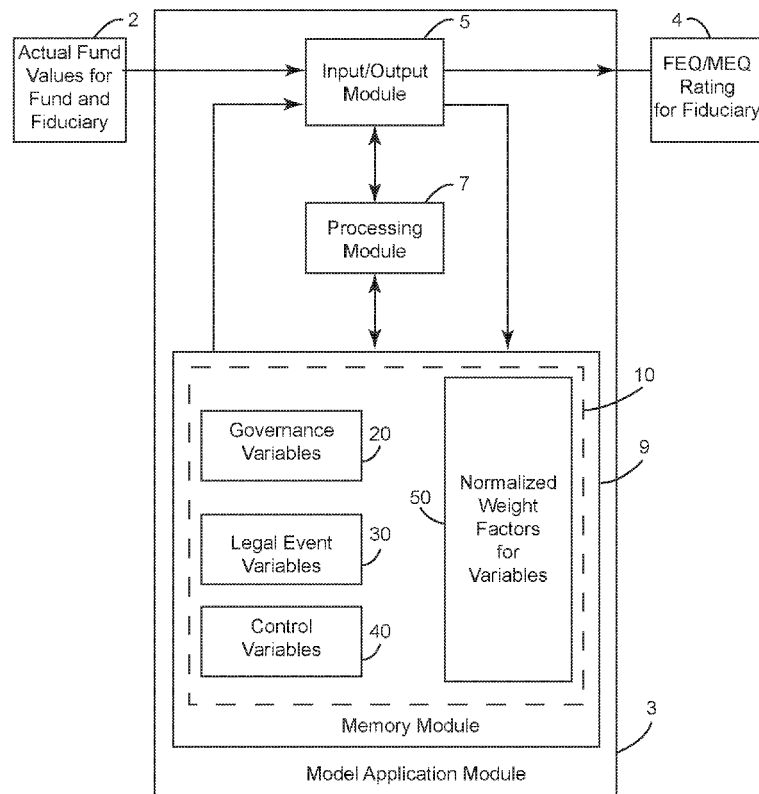 2
Actual Fund
Values for
Fund and
Fiduciary
5
Input/Output
Module
4
FEQ/MEQ
Rating
for Fiduciary
7
Processing
Module
10
9
Governance
Variables
20
Legal Event
Variables
30
Control
Variables
40
50
Normalized
Weight
Factors
for
Variables
Memory Module
3
Model Application Module